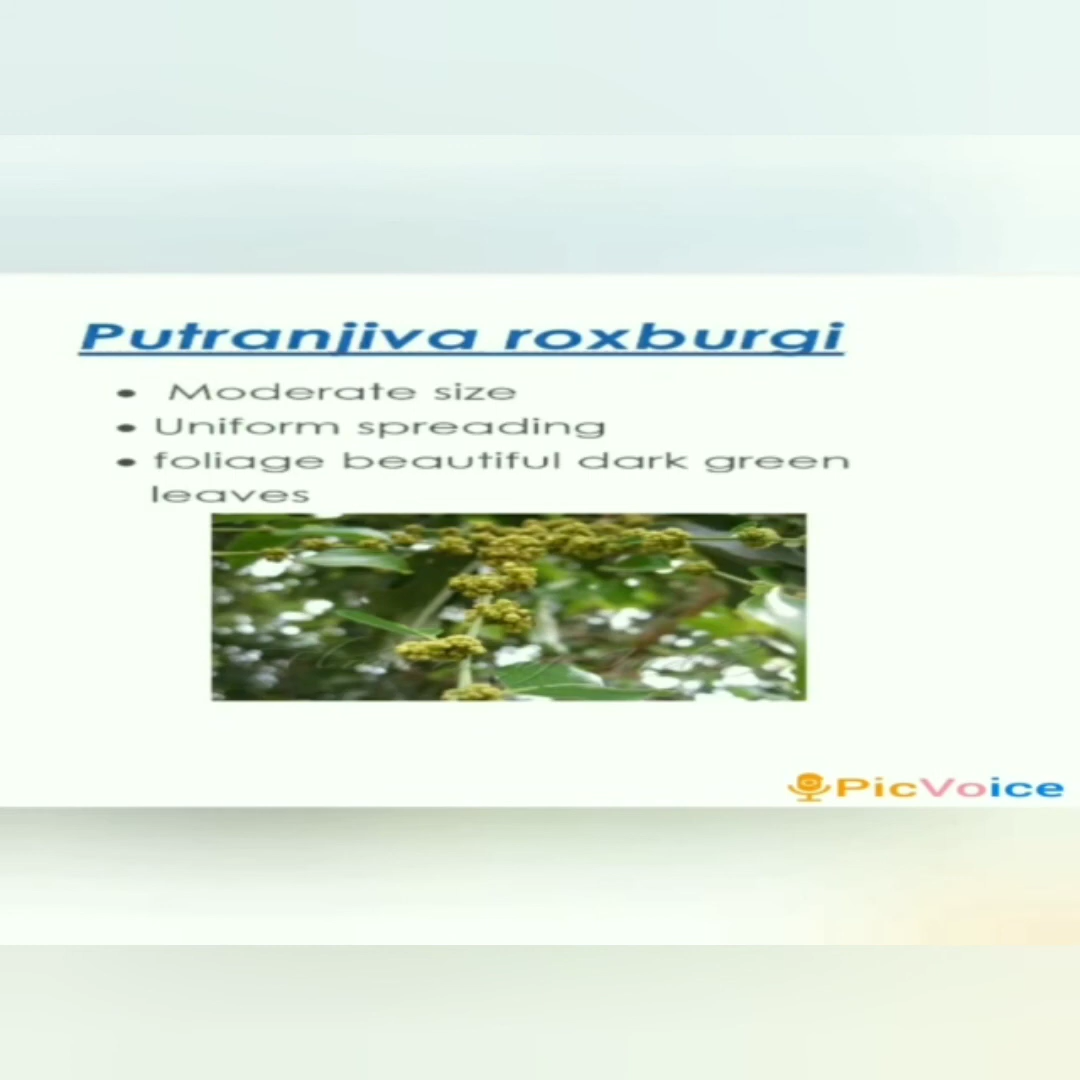 Putranjiva roxburgi
• Moderate size
• Uniform spreading
• foliage beautiful dark green
leaves
PicVoice